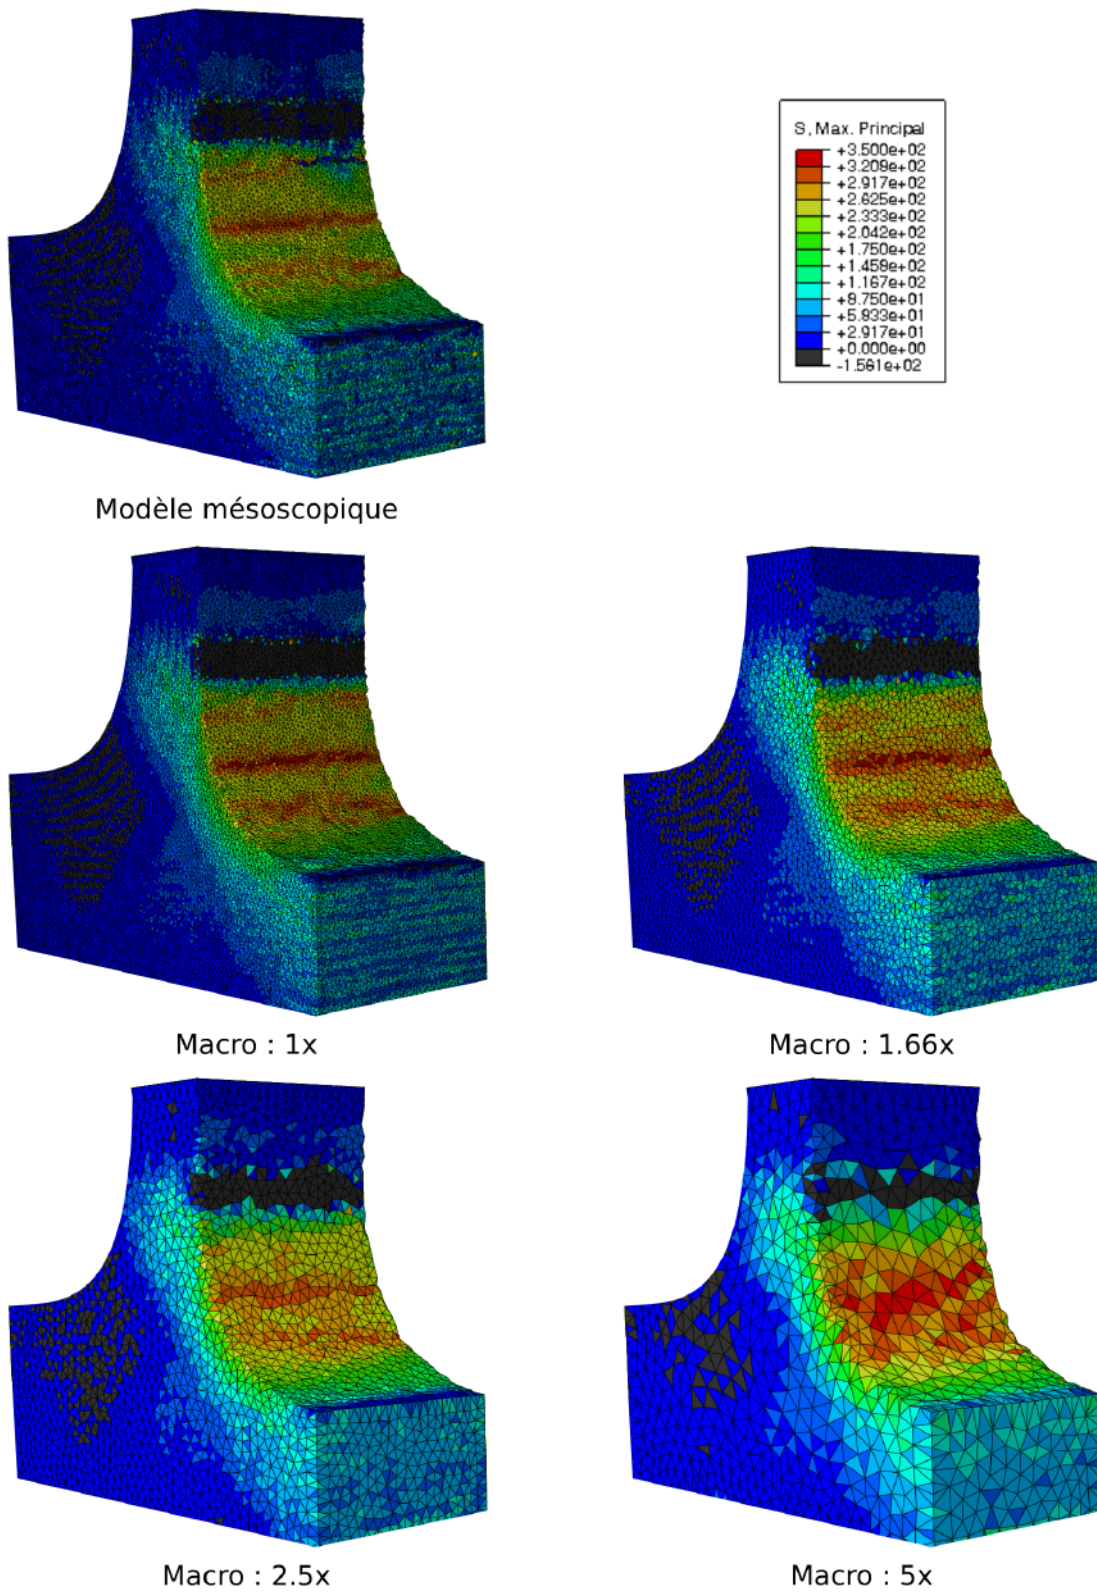 S, Max. Principal
+3.500e+02
+3.208e+02
+2.917e+02
+2.625e+02
+2.333e+02
+2.042e+02
+1.750e+02
+1.458e+02
+1.167e+02
+8.750e+01
+5.833e+01
+2.917e+01
+0.000e+00
-1.561e+02
Modèle mésoscopique
Macro : 1x
Macro : 1.66x
Macro : 2.5x
Macro : 5x